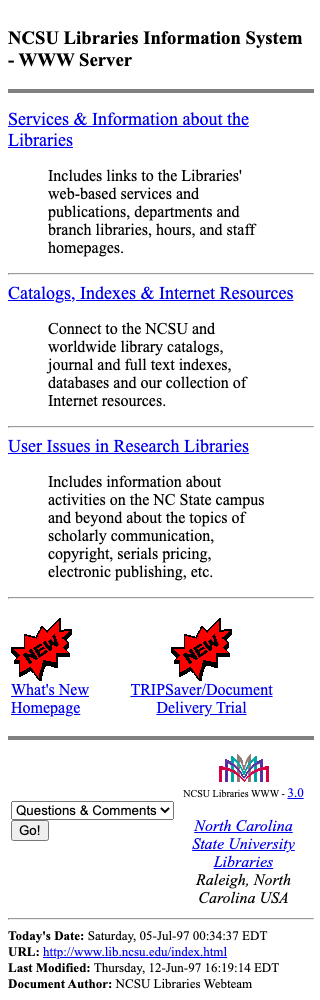 NCSU Libraries Information System
- WWW Server
Services & Information about the
Libraries
Includes links to the Libraries'
web-based services and
publications, departments and
branch libraries, hours, and staff
homepages.
Catalogs, Indexes & Internet Resources
Connect to the NCSU and
worldwide library catalogs,
journal and full text indexes,
databases and our collection of
Internet resources.
User Issues in Research Libraries
Includes information about
activities on the NC State campus
and beyond about the topics of
scholarly communication,
copyright, serials pricing,
electronic publishing, etc.
NEW
What's New
Homepage
NEW
TRIPSaver/Document
Delivery Trial
Questions & Comments
Go!
NCSU Libraries WWW - 3.0
North Carolina
State University
Libraries
Raleigh, North
Carolina USA
Today's Date: Saturday, 05-Jul-97 00:34:37 EDT
URL: http://www.lib.ncsu.edu/index.html
Last Modified: Thursday, 12-Jun-97 16:19:14 EDT
Document Author: NCSU Libraries Webteam